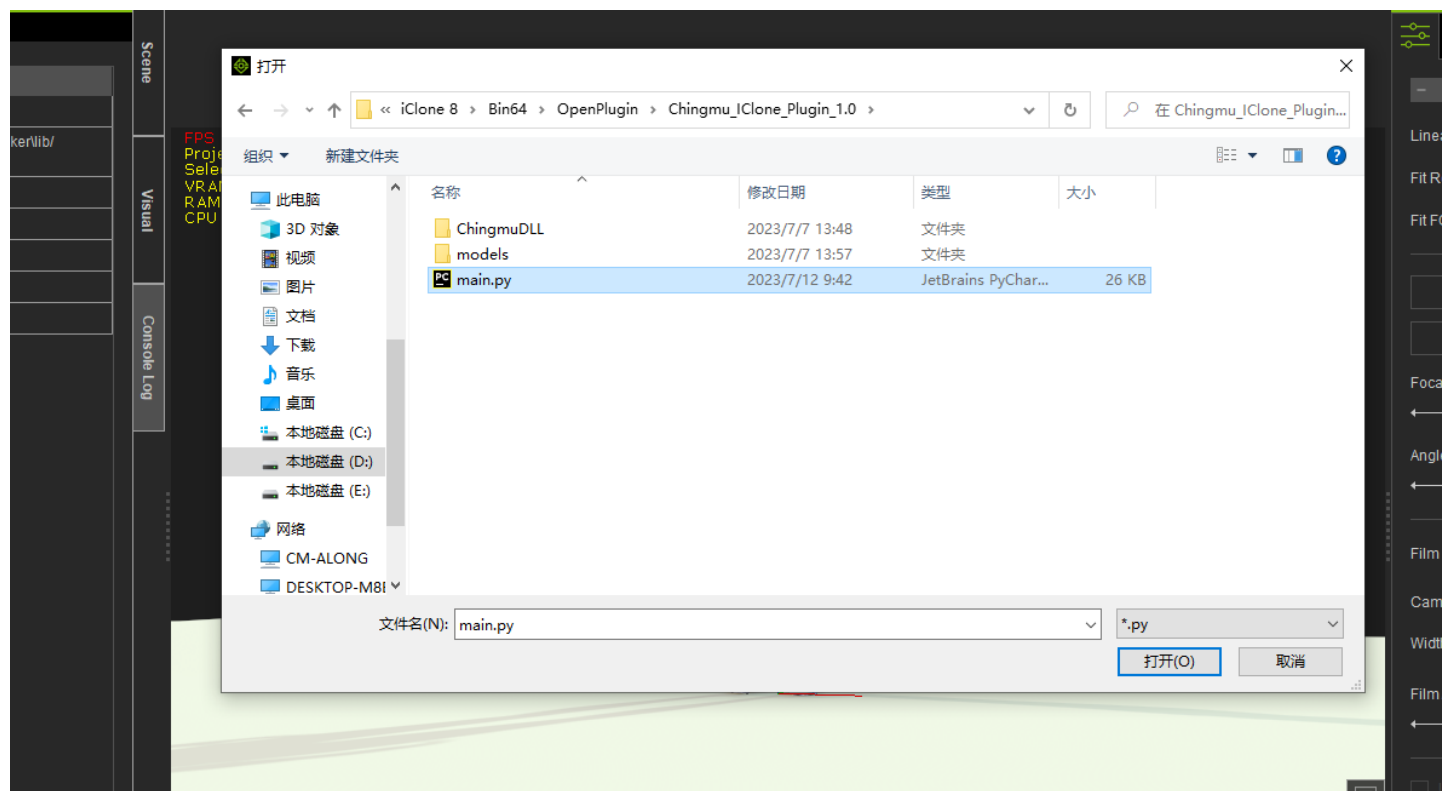 打开
« iClone 8 › Bin64 › OpenPlugin › Chingmu_IClone_Plugin_1.0 ›
在 Chingmu_IClone_Plugin...
组织
新建文件夹
名称
修改日期
类型
大小
ChingmuDLL
2023/7/7 13:48
文件夹
models
2023/7/7 13:57
文件夹
main.py
2023/7/12 9:42
JetBrains PyChar...
26 KB
此电脑
3D 对象
视频
图片
文档
下载
音乐
桌面
本地磁盘 (C:)
本地磁盘 (D:)
本地磁盘 (E:)
网络
CM-ALONG
文件名(N):
main.py
*.py
打开(O)
取消
Scene
Visual
Console Log
ker\lib/
FPS
Proje
Sele
VRA
RAM
CPU
Linea
Fit R
Fit F
Foca
Angle
Film
Cam
Widt
Film